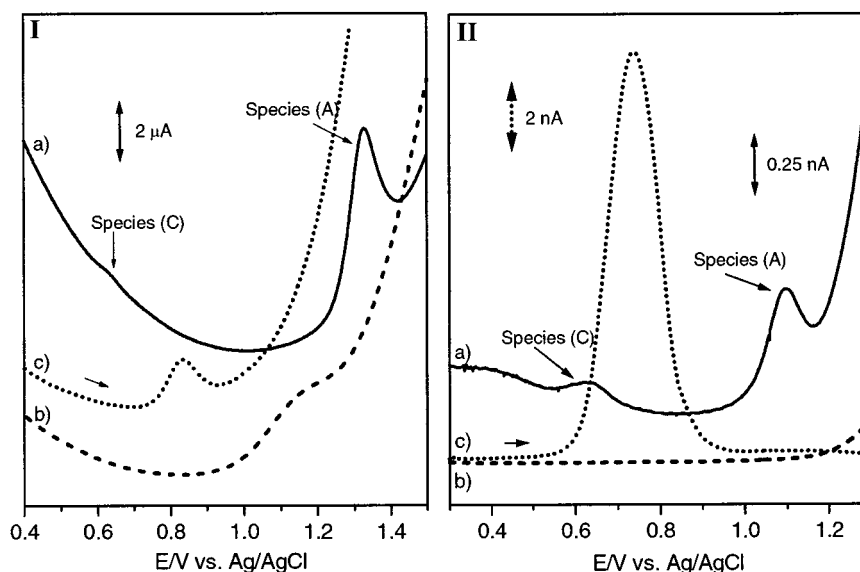 I
2 μA
Species (A)
a)
Species (C)
c)
b)
0.4 0.6 0.8 1.0 1.2 1.4
E/V vs. Ag/AgCl
II
2 nA
0.25 nA
Species (A)
a)
Species (C)
c)
b)
0.4 0.6 0.8 1.0 1.2
E/V vs. Ag/AgCl